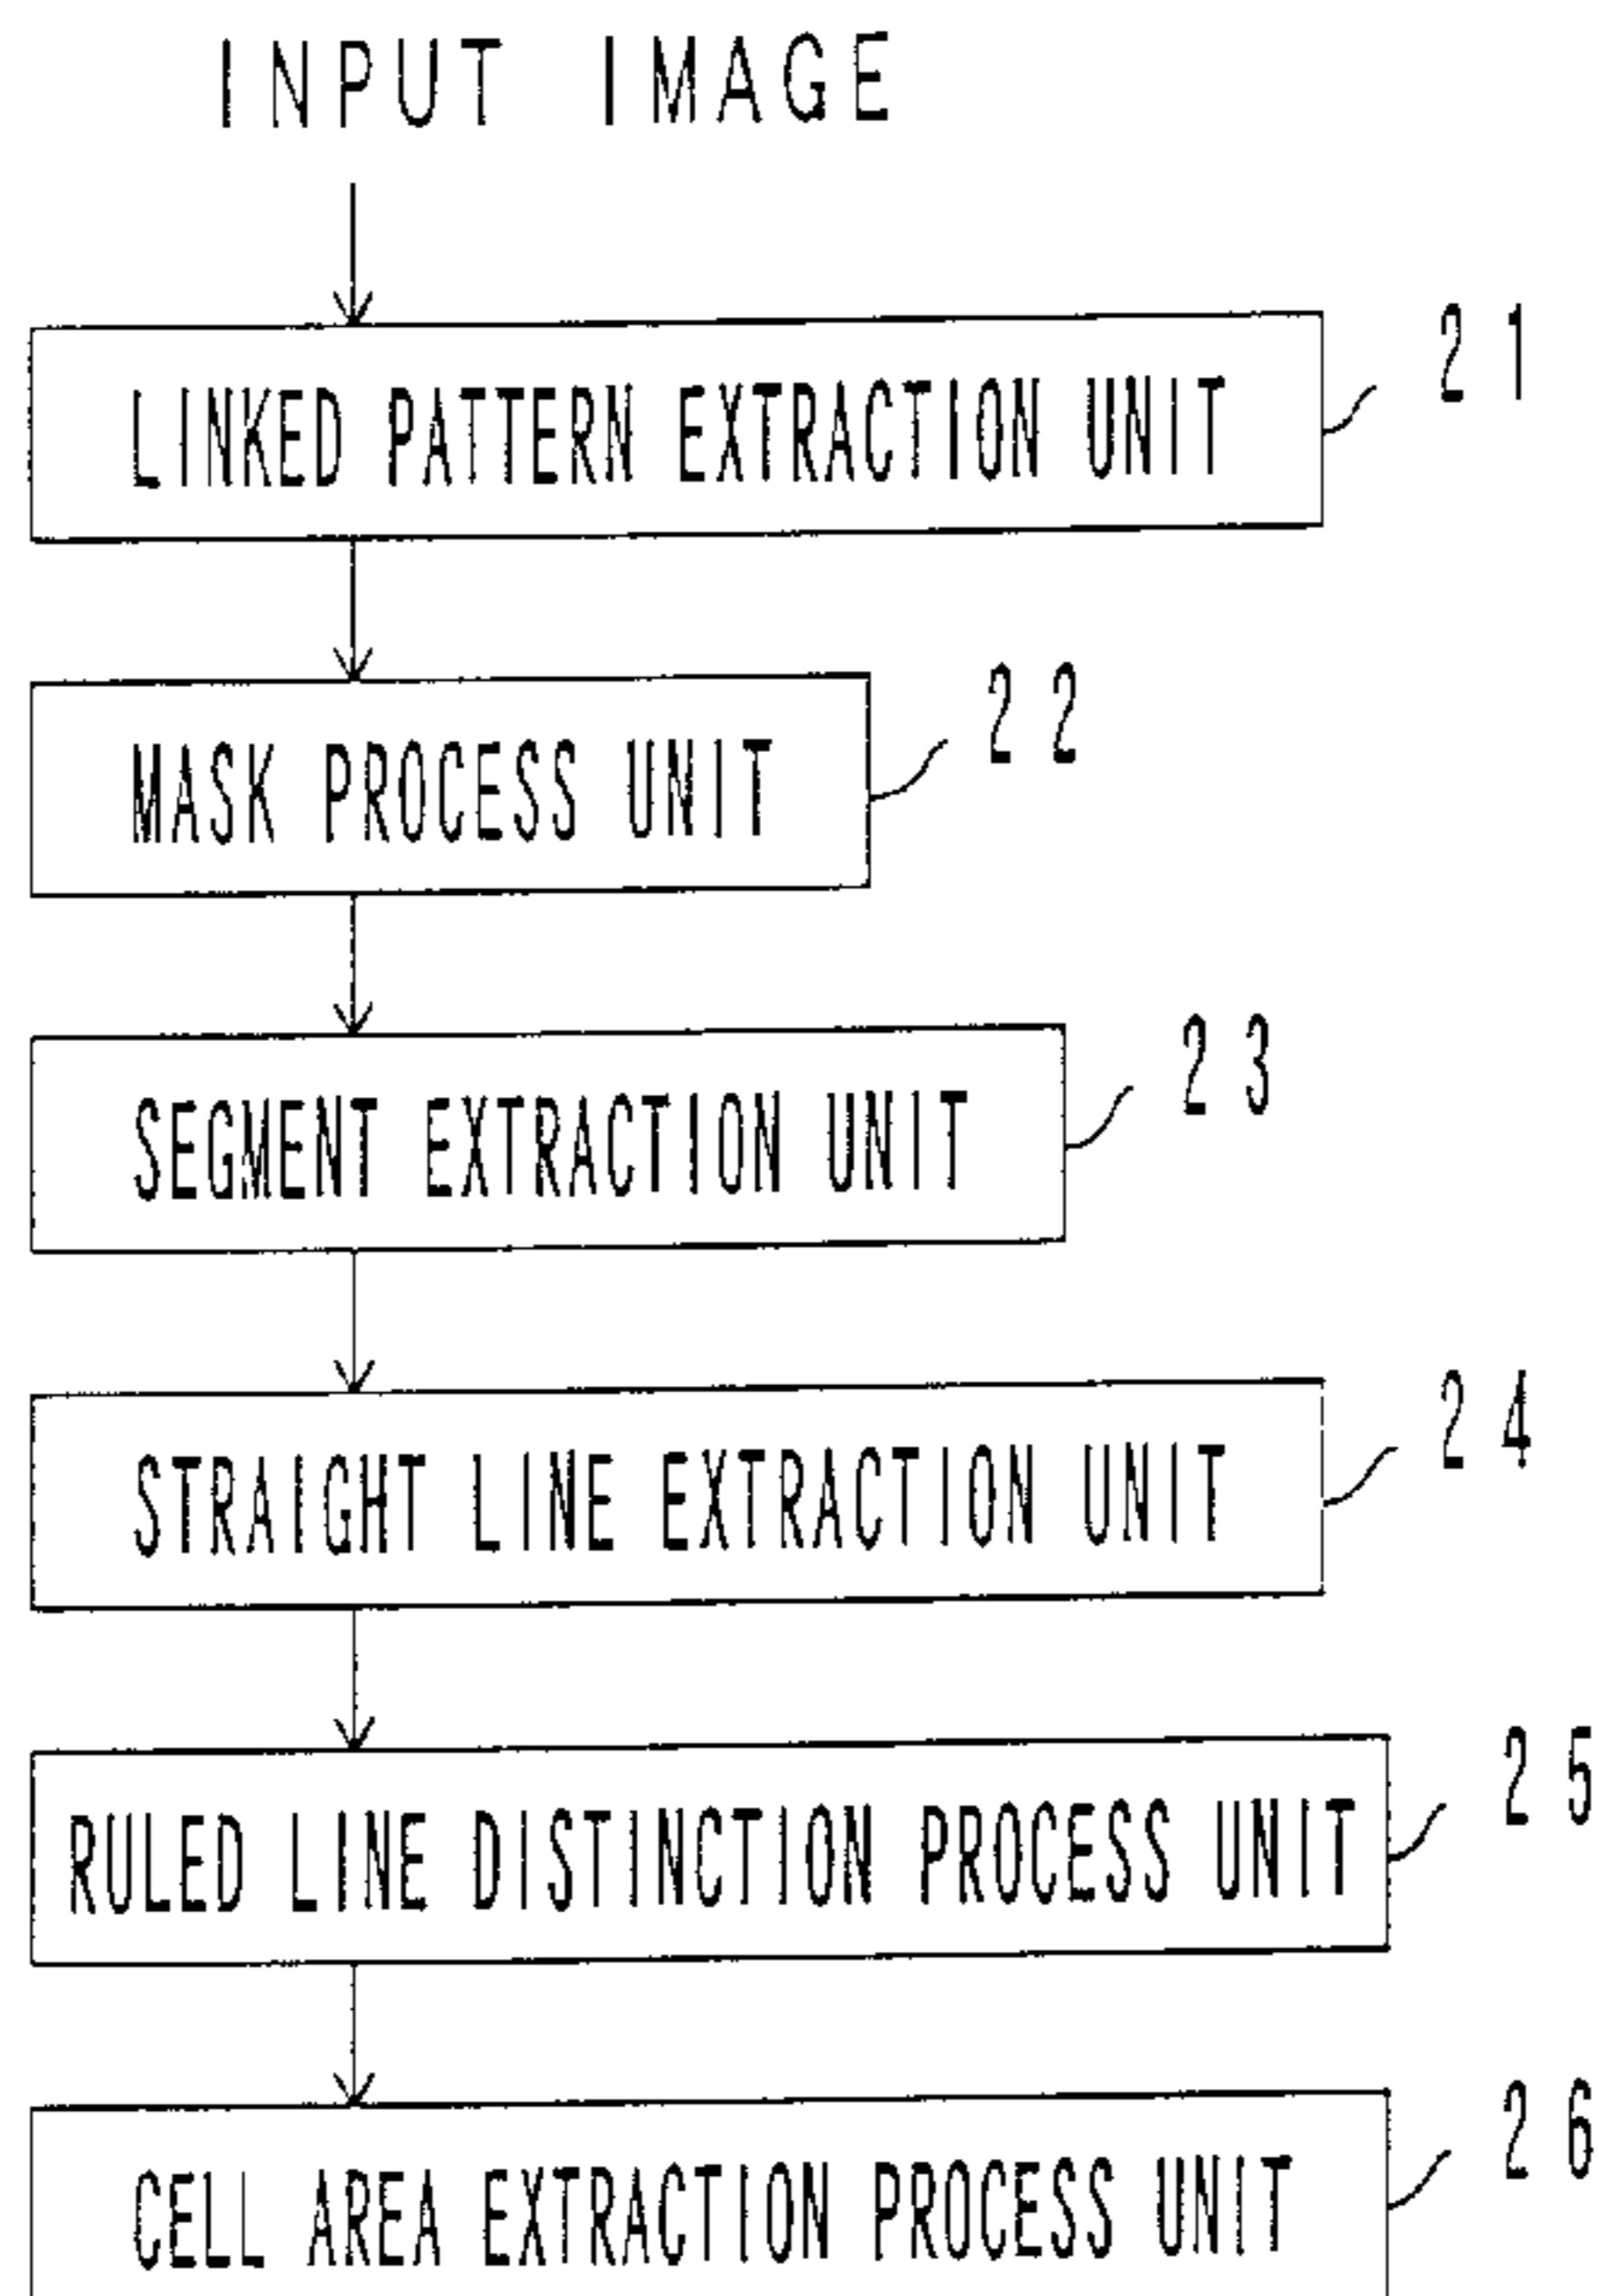 INPUT IMAGE
LINKED PATTERN EXTRACTION UNIT
21
MASK PROCESS UNIT
22
SEGMENT EXTRACTION UNIT
23
STRAIGHT LINE EXTRACTION UNIT
24
RULED LINE DISTINCTION PROCESS UNIT
25
CELL AREA EXTRACTION PROCESS UNIT
26